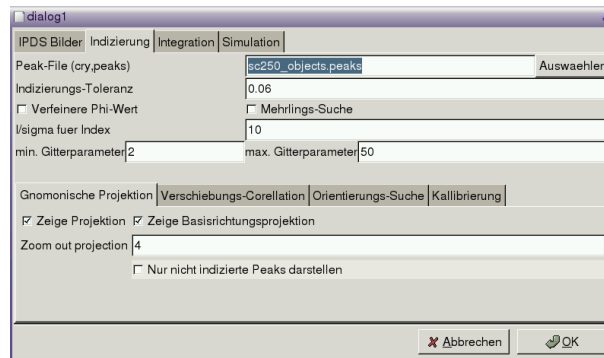 dialog1
IPDS Bilder Indizierung Integration Simulation
Peak-File (cry,peaks) sc250_objects.peaks Auswaehlen
Indizierungs-Toleranz 0.06
Verfeinere Phi-Wert Mehrlings-Suche
I/sigma fuer Index 10
min. Gitterparameter 2 max. Gitterparameter 50
Gnomonische Projektion Verschiebungs-Corellation Orientierungs-Suche Kallibrierung
Zeige Projektion Zeige Basisrichtungsprojektion
Zoom out projection 4
Nur nicht indizierte Peaks darstellen
Abbrechen OK